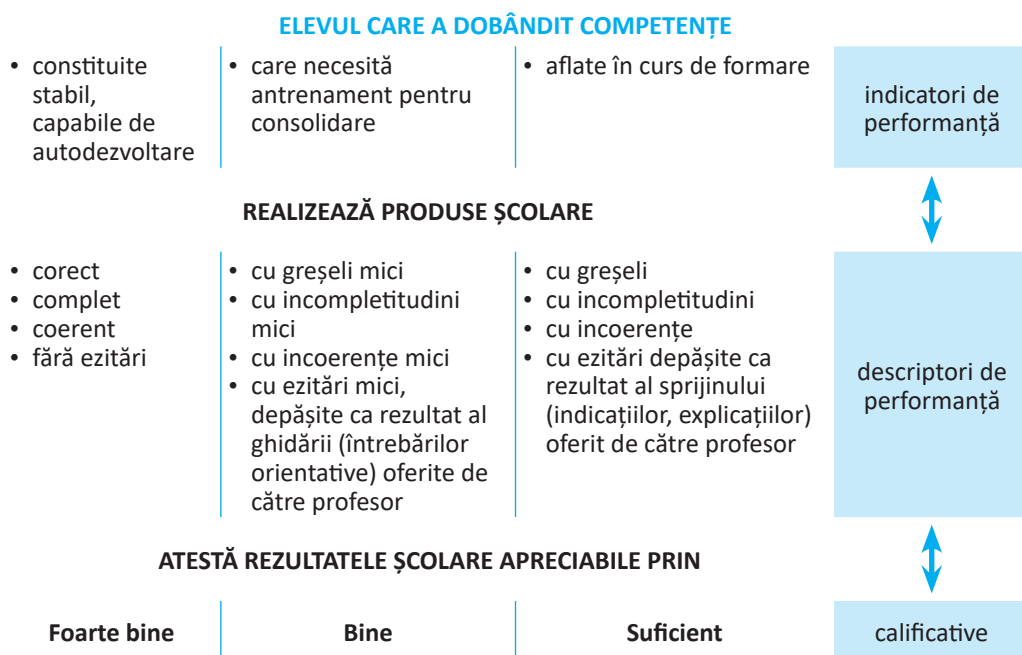 ELEVUL CARE A DOBÂNDIT COMPETENȚE
• constituite
stabil,
capabile de
autodezvoltare
• care necesită
antrenament pentru
consolidare
• aflate în curs de formare
indicatori de
performanță
REALIZEAZĂ PRODUSE ȘCOLARE
• corect
• complet
• coerent
• fără ezitări
• cu greșeli mici
• cu incompletitudini
mici
• cu incoerențe mici
• cu ezitări mici,
depășite ca rezultat al
ghidării (întrebărilor
orientative) oferite de
către profesor
• cu greșeli
• cu incompletitudini
• cu incoerențe
• cu ezitări depășite ca
rezultat al sprijinului
(indicațiilor, explicațiilor)
oferit de către profesor
descriptori de
performanță
ATESTĂ REZULTATELE ȘCOLARE APRECIABILE PRIN
Foarte bine
Bine
Suficient
calificative